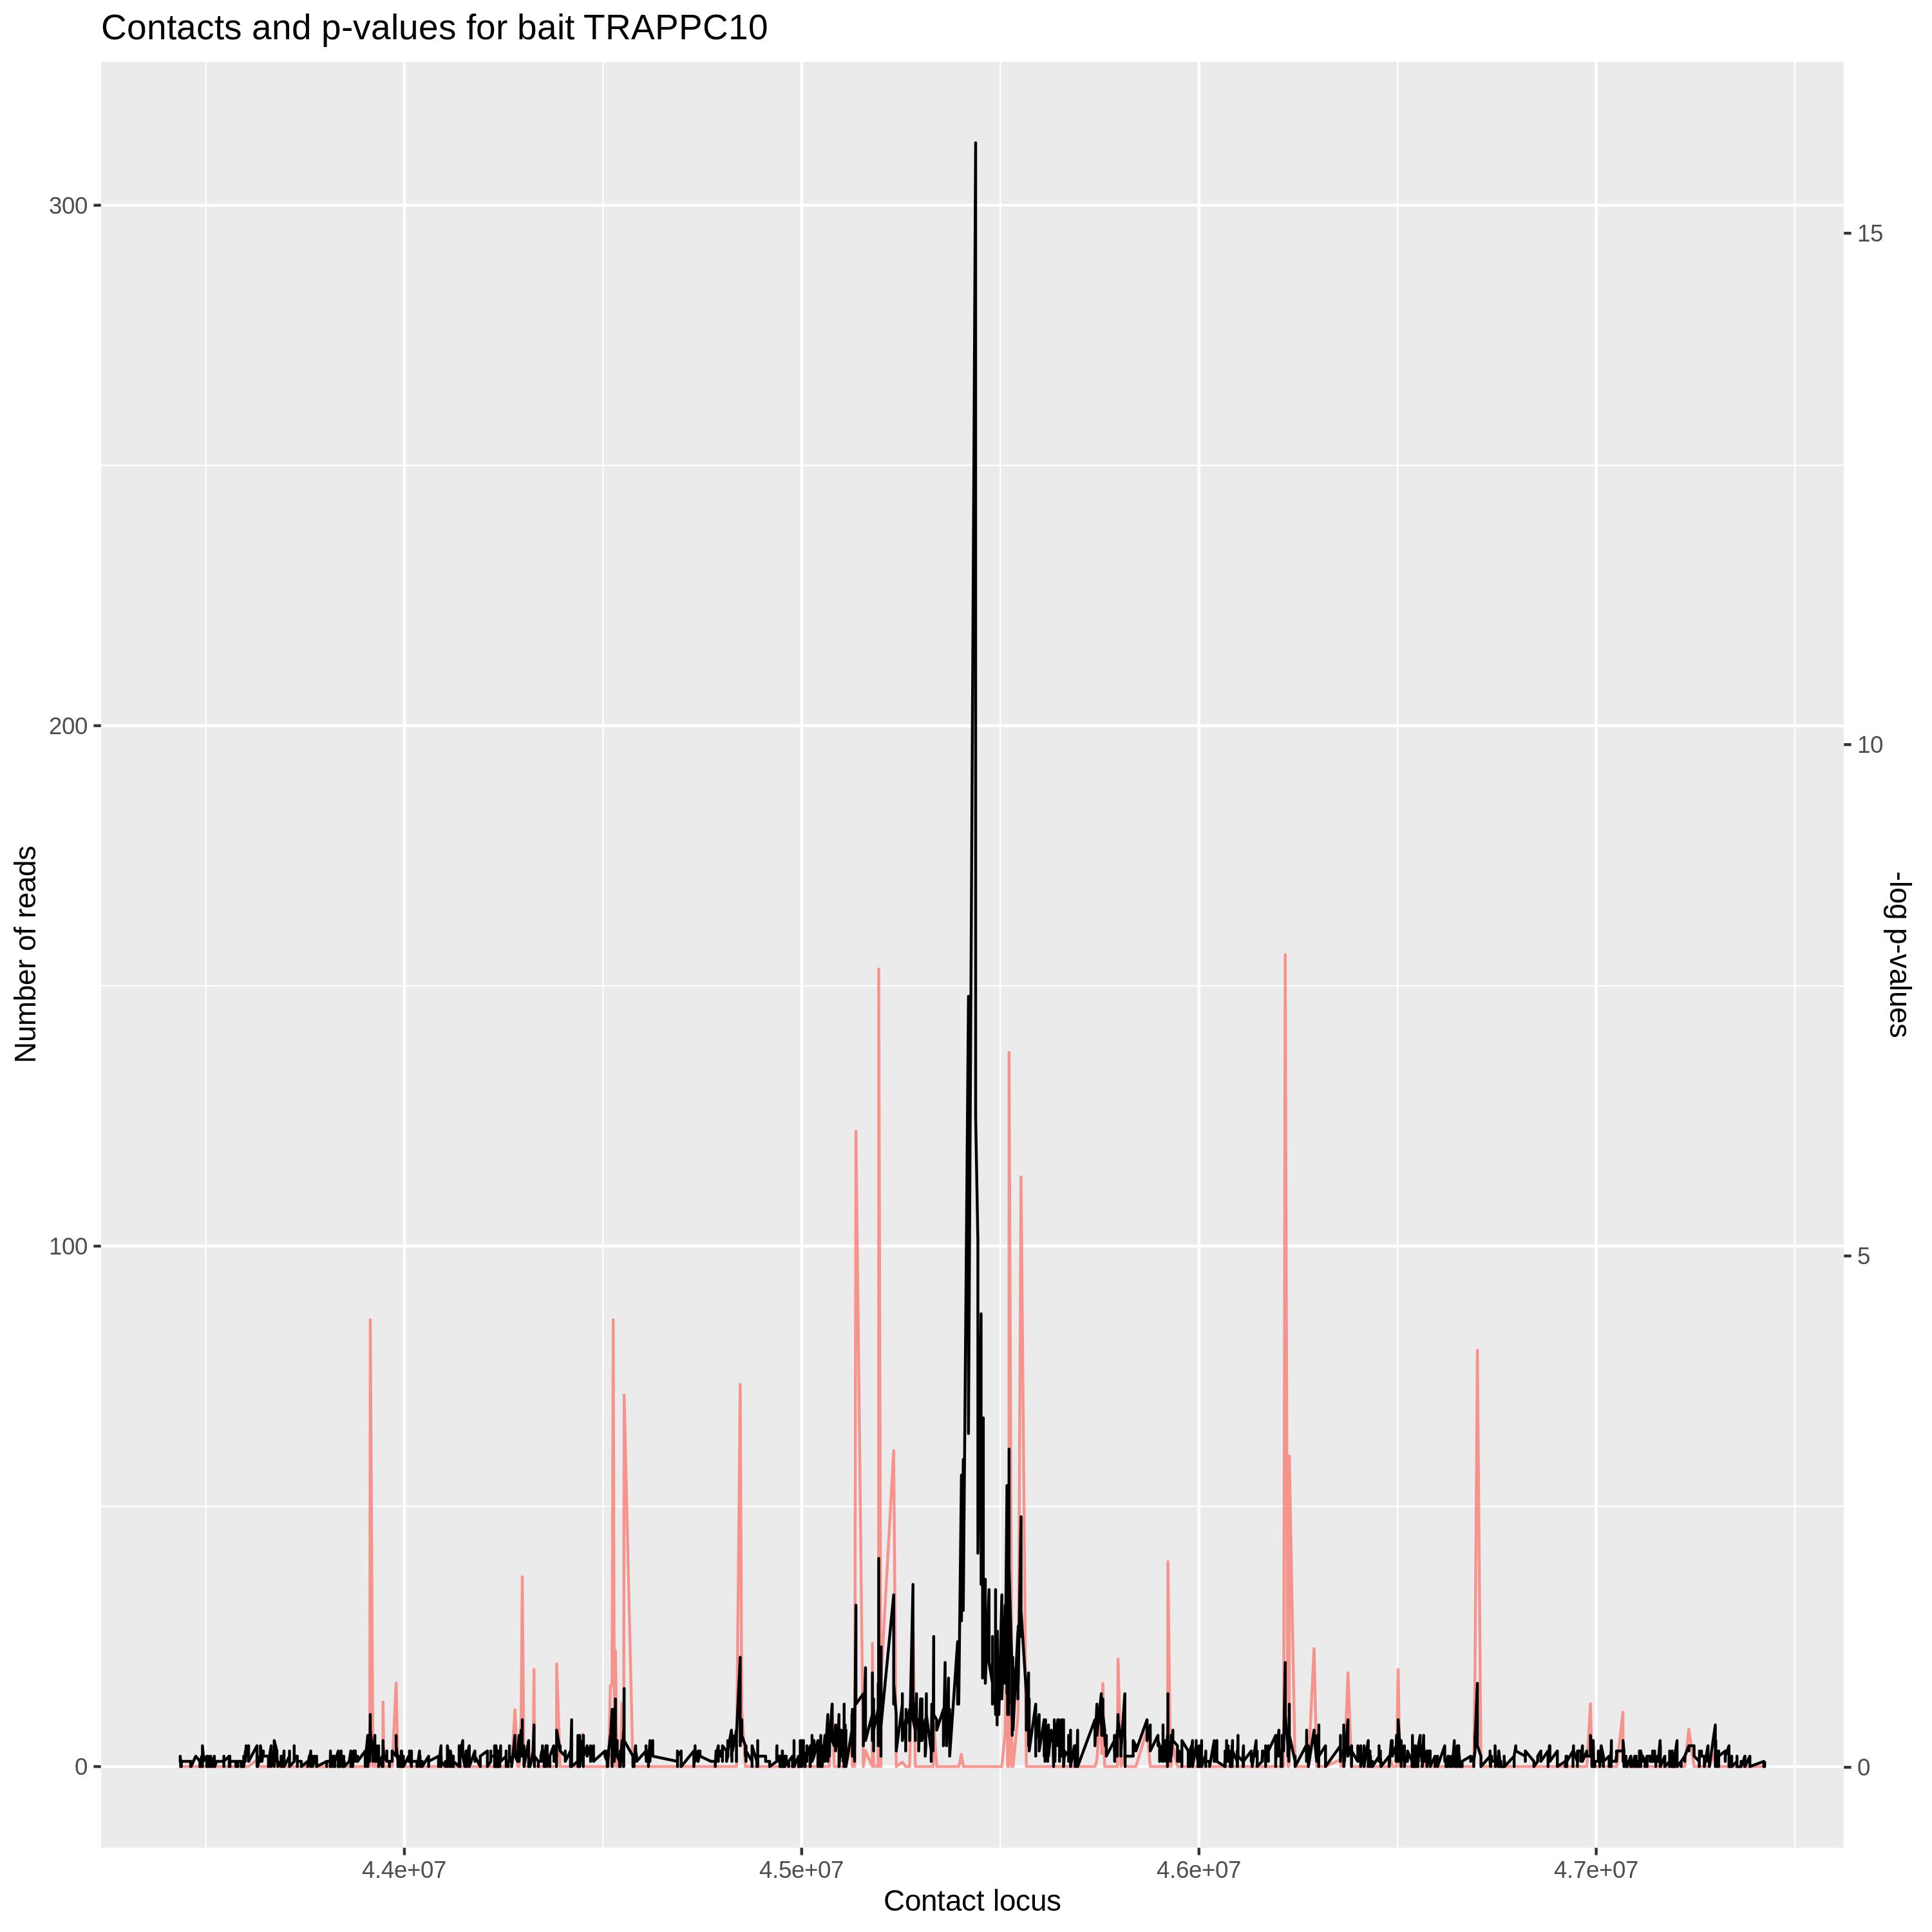 Contacts and p-values for bait TRAPPC10
300
200
100
0
Number of reads
15
10
5
0
-log p-values
4.4e+07
4.5e+07
4.6e+07
4.7e+07
Contact locus